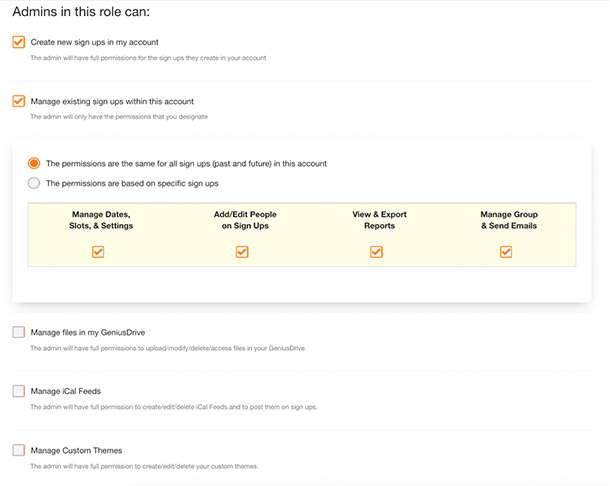 Admins in this role can:
Create new sign ups in my account
The admin will have full permissions for the sign ups they create in your account
Manage existing sign ups within this account
The admin will only have the permissions that you designate
The permissions are the same for all sign ups (past and future) in this account
The permissions are based on specific sign ups
Manage Dates,
Slots, & Settings
Add/Edit People
on Sign Ups
View & Export
Reports
Manage Group
& Send Emails
Manage files in my GeniusDrive
The admin will have full permissions to upload/modify/delete/access files in your GeniusDrive
Manage iCal Feeds
The admin will have full permission to create/edit/delete iCal Feeds and to post them on sign ups.
Manage Custom Themes
The admin will have full permission to create/edit/delete your custom themes.